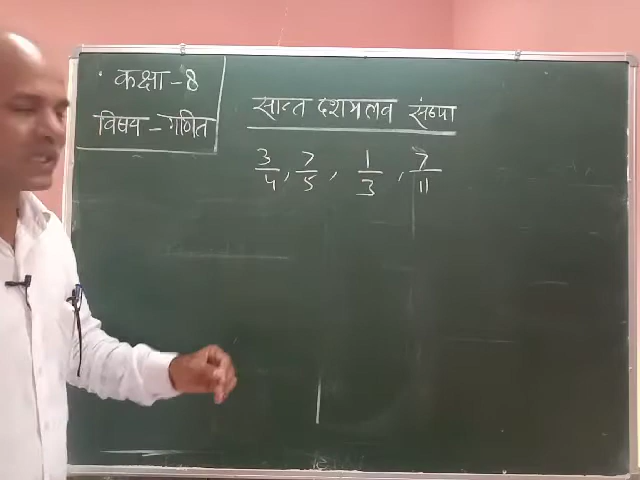 कक्षा - 8
विषय - गणित
सान्त दशमलव संख्या
3/4, 7/5, 1/3, 7/11